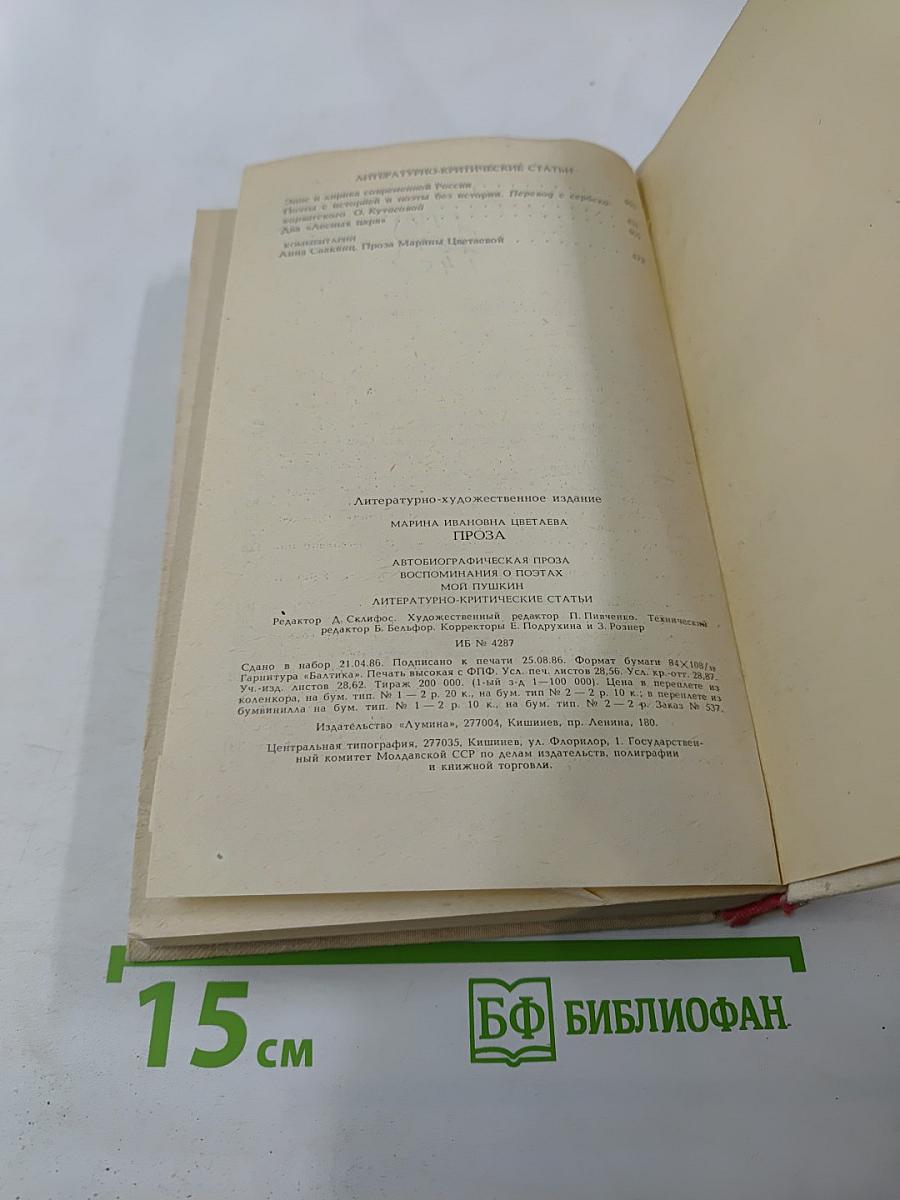 ЛИТЕРАТУРНО-КРИТИЧЕСКИЕ СТАТЬИ
Эпос и лирика современной России
Поэты с историей и поэты без истории. Перевод с сербско-
хорватского О. Кутасовой
Два «Лесных царя»
КОММЕНТАРИИ
Анна Саакянц. Проза Марины Цветаевой
Литературно-художественное издание
МАРИНА ИВАНОВНА ЦВЕТАЕВА
ПРОЗА
АВТОБИОГРАФИЧЕСКАЯ ПРОЗА
ВОСПОМИНАНИЯ О ПОЭТАХ
МОЙ ПУШКИН
ЛИТЕРАТУРНО-КРИТИЧЕСКИЕ СТАТЬИ
Редактор Д. Склифос. Художественный редактор П. Пивченко. Технический
редактор Б. Бельфор. Корректоры Е. Подрухина и З. Рознер
ИБ № 4287
Сдано в набор 21.04.86. Подписано к печати 25.08.86. Формат бумаги 84×108/
Гарнитура «Балтика». Печать высокая с ФПФ. Усл. печ. листов 28,56. Усл. кр.-отт. 28,87.
Уч.-изд. листов 28,62. Тираж 200 000. (1-ый з-д 1—100 000). Цена в переплете из
коленкора, на бум. тип. № 1 — 2 р. 20 к., на бум. тип № 2 — 2 р. 10 к.; в переплете из
бумвинилла на бум. тип. № 1 — 2 р. 10 к., на бум. тип. № 2 — 2 р. Заказ № 537.
Издательство «Лумина», 277004, Кишинев, пр. Ленина, 180.
Центральная типография, 277035, Кишинев, ул. Флорилор, 1. Государствен-
ный комитет Молдавской ССР по делам издательств, полиграфии
и книжной торговли.
15 см
БФ БИБЛИОФАН